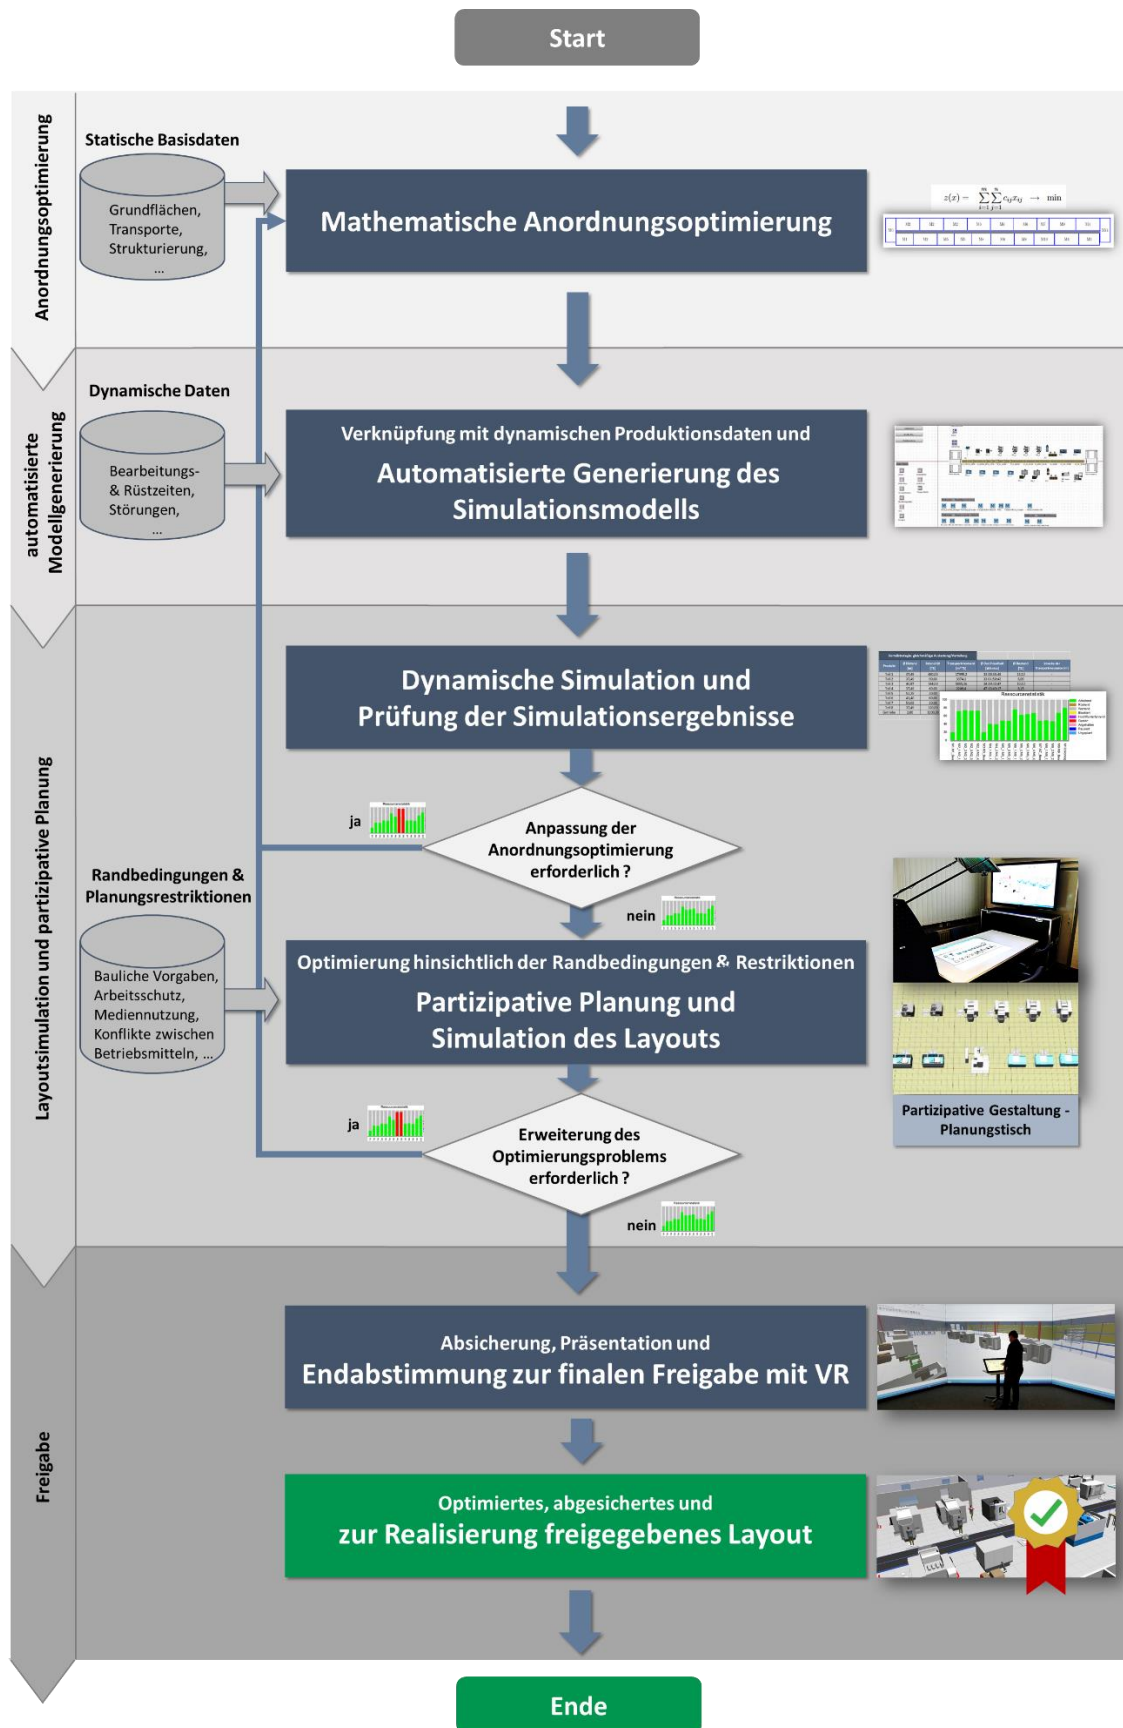 Start
Anordnungsoptimierung
Statische Basisdaten
Grundflächen,
Transporte,
Strukturierung,
...
Mathematische Anordnungsoptimierung
z(x) = ∑∑ c_ij x_ij → min
automatisierte
Modellgenerierung
Dynamische Daten
Bearbeitungs-
& Rüstzeiten,
Störungen,
...
Verknüpfung mit dynamischen Produktionsdaten und
Automatisierte Generierung des
Simulationsmodells
Layoutsimulation und partizipative Planung
Dynamische Simulation und
Prüfung der Simulationsergebnisse
Ressourcenstatistik
ja
Anpassung der
Anordnungsoptimierung
erforderlich ?
nein
Randbedingungen &
Planungsrestriktionen
Bauliche Vorgaben,
Arbeitsschutz,
Mediennutzung,
Konflikte zwischen
Betriebsmitteln, ...
Optimierung hinsichtlich der Randbedingungen & Restriktionen
Partizipative Planung und
Simulation des Layouts
Partizipative Gestaltung -
Planungstisch
ja
Erweiterung des
Optimierungsproblems
erforderlich ?
nein
Freigabe
Absicherung, Präsentation und
Endabstimmung zur finalen Freigabe mit VR
Optimiertes, abgesichertes und
zur Realisierung freigegebenes Layout
Ende